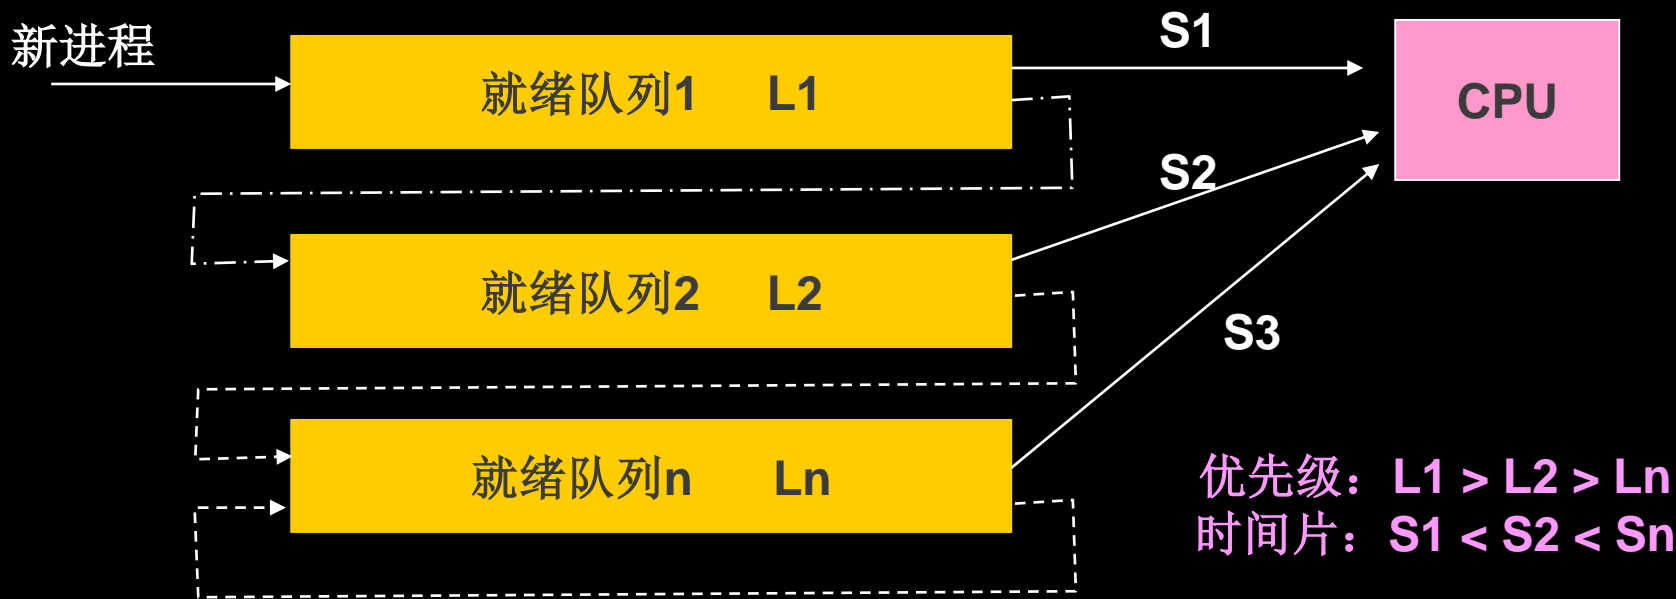 新进程
S1
就绪队列1 L1
CPU
S2
就绪队列2 L2
S3
就绪队列n Ln
优先级：L1 > L2 > Ln
时间片：S1 < S2 < Sn